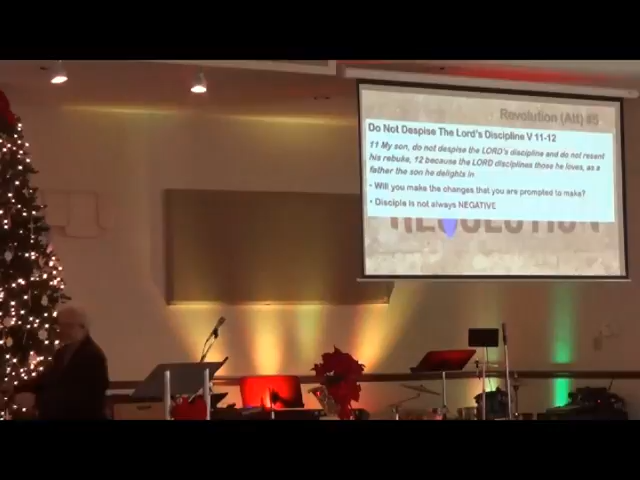 Revolution (Alt) #5
Do Not Despise The Lord's Discipline V 11-12
11 My son, do not despise the LORD's discipline and do not resent
his rebuke, 12 because the LORD disciplines those he loves, as a
father the son he delights in
• Will you make the changes that you are prompted to make?
• Disciple is not always NEGATIVE
REVOLUTION